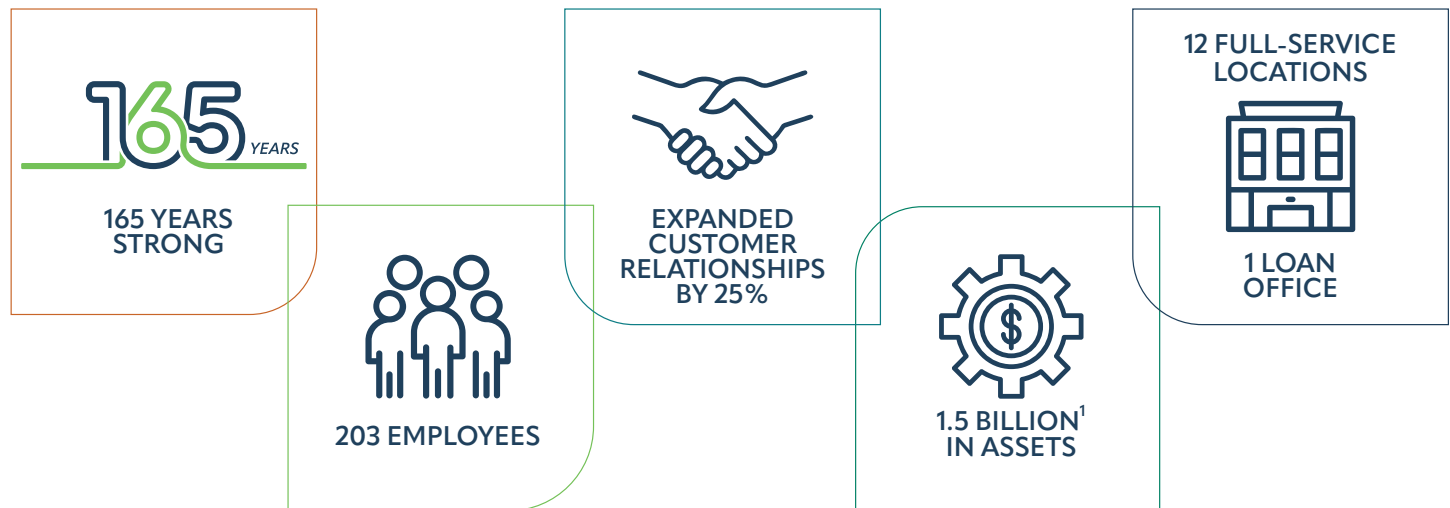 165 YEARS
165 YEARS
STRONG
203 EMPLOYEES
EXPANDED
CUSTOMER
RELATIONSHIPS
BY 25%
$
1.5 BILLION¹
IN ASSETS
12 FULL-SERVICE
LOCATIONS
1 LOAN
OFFICE